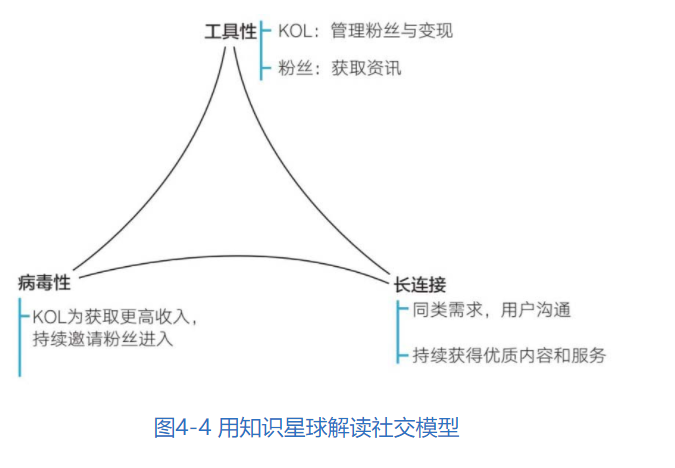 工具性
KOL：管理粉丝与变现
粉丝：获取资讯
病毒性
KOL为获取更高收入，
持续邀请粉丝进入
长连接
同类需求，用户沟通
持续获得优质内容和服务
图4-4 用知识星球解读社交模型